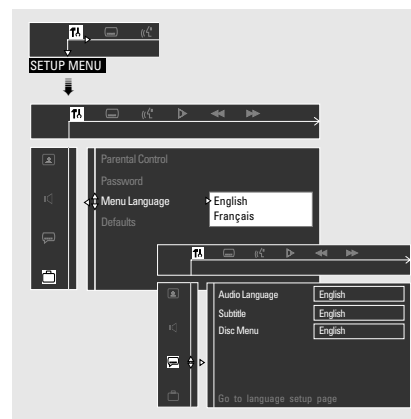 SETUP MENU
Parental Control
Password
Menu Language
English
Français
Defaults
Audio Language English
Subtitle English
Disc Menu English
Go to language setup page